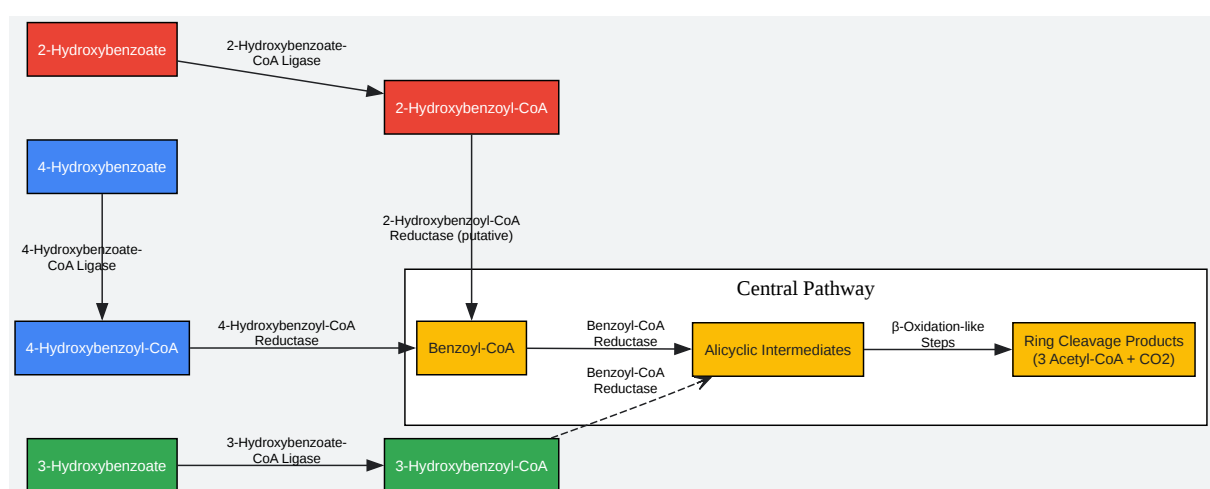 2-Hydroxybenzoate
2-Hydroxybenzoate-
CoA Ligase
2-Hydroxybenzoyl-CoA
4-Hydroxybenzoate
2-Hydroxybenzoyl-CoA
Reductase (putative)
4-Hydroxybenzoate-
CoA Ligase
Central Pathway
4-Hydroxybenzoyl-CoA
4-Hydroxybenzoyl-CoA
Reductase
Benzoyl-CoA
Benzoyl-CoA
Reductase
Alicyclic Intermediates
β-Oxidation-like
Steps
Ring Cleavage Products
(3 Acetyl-CoA + CO2)
Benzoyl-CoA
Reductase
3-Hydroxybenzoate
3-Hydroxybenzoate-
CoA Ligase
3-Hydroxybenzoyl-CoA